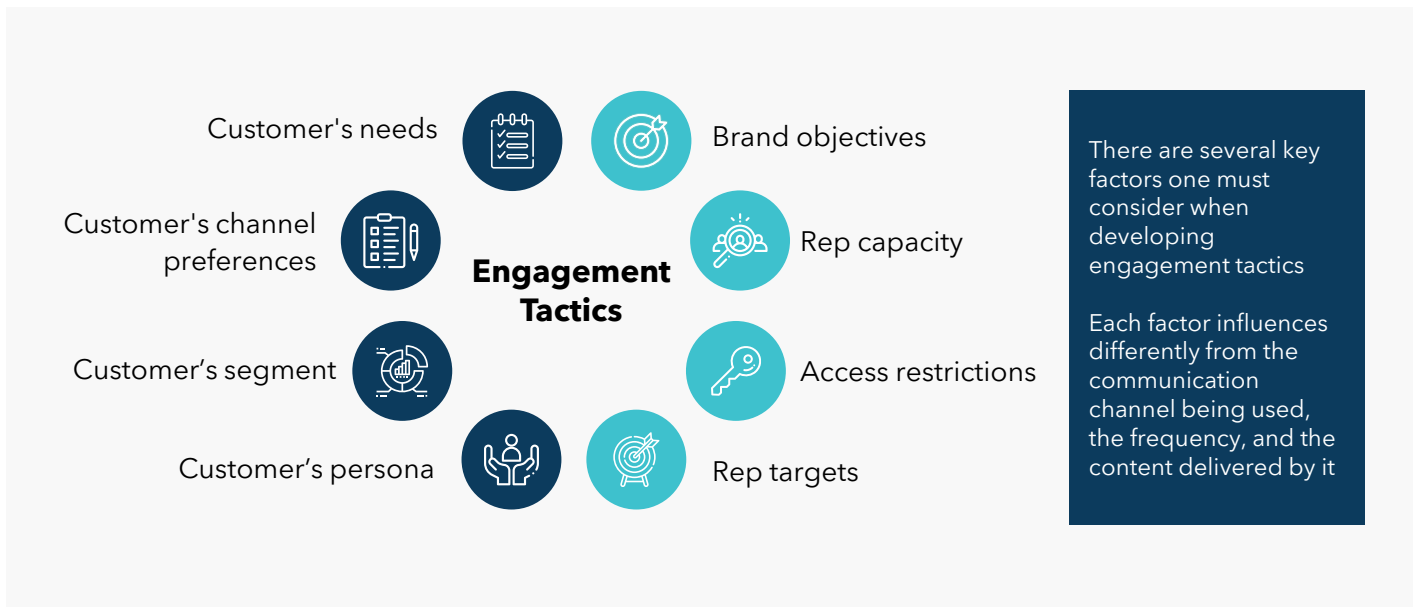 Customer's needs
Customer's channel
preferences
Customer’s segment
Customer’s persona
Engagement
Tactics
Brand objectives
Rep capacity
Access restrictions
Rep targets
There are several key
factors one must
consider when
developing
engagement tactics
Each factor influences
differently from the
communication
channel being used,
the frequency, and the
content delivered by it